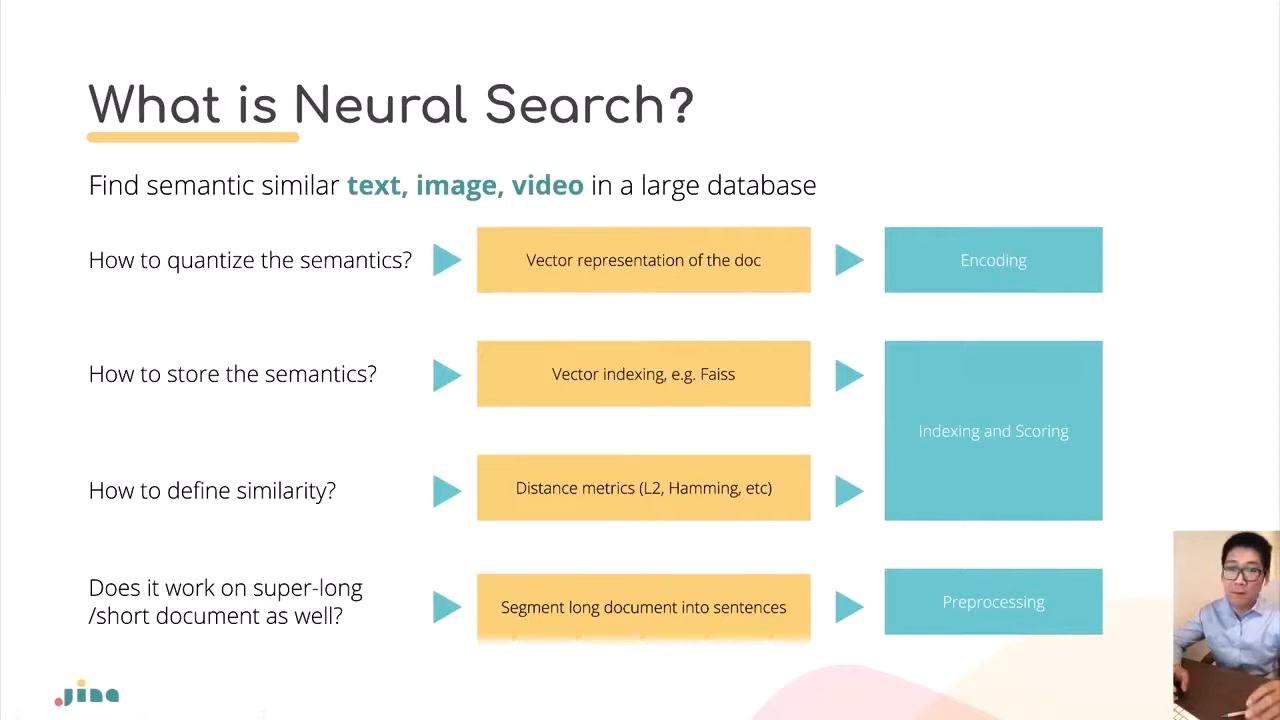 What is Neural Search?
Find semantic similar text, image, video in a large database
How to quantize the semantics?
Vector representation of the doc
Encoding
How to store the semantics?
Vector indexing, e.g. Faiss
Indexing and Scoring
How to define similarity?
Distance metrics (L2, Hamming, etc)
Does it work on super-long
/short document as well?
Segment long document into sentences
Preprocessing
jina